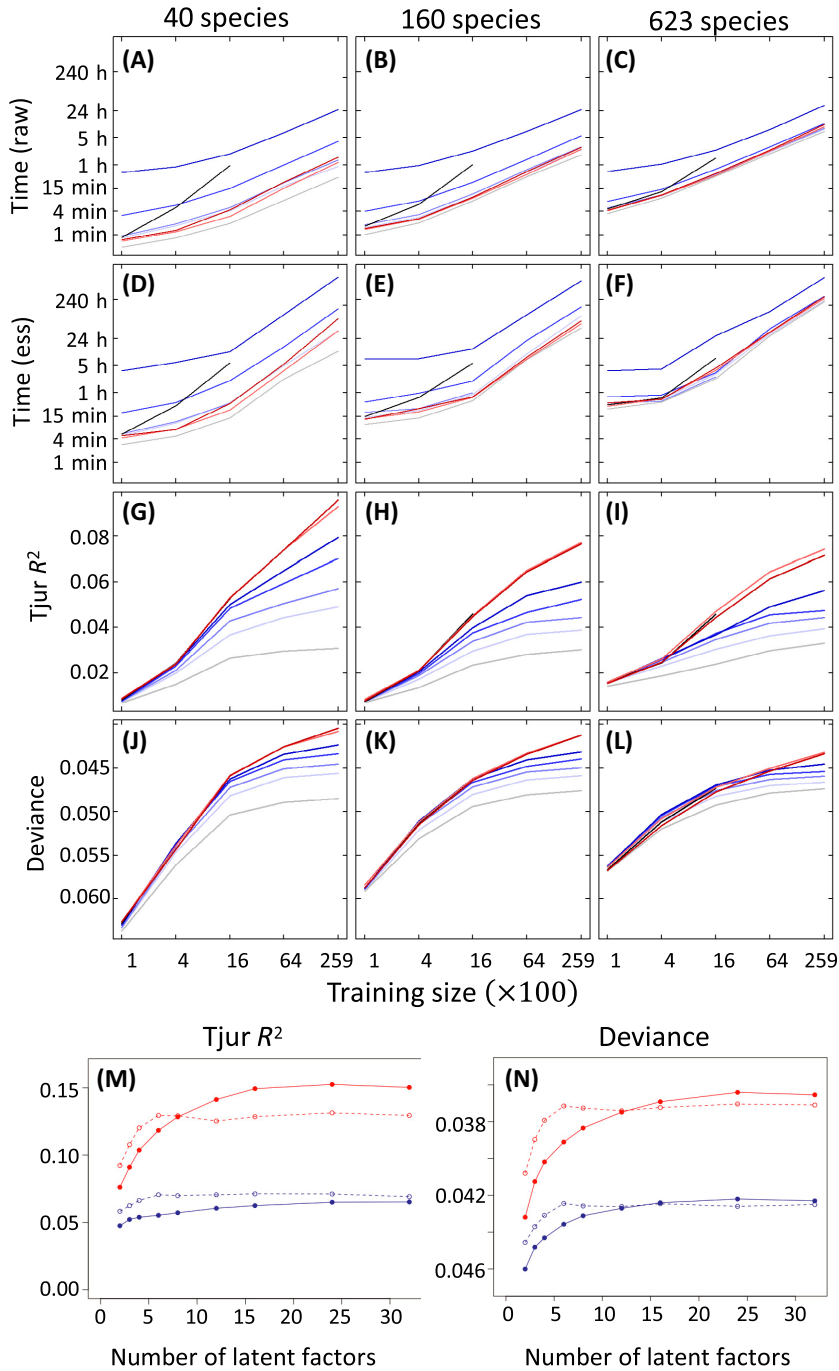 40 species 160 species 623 species
(A) (B) (C)
Time (raw)
240 h
24 h
5 h
1 h
15 min
4 min
1 min
(D) (E) (F)
Time (ess)
240 h
24 h
5 h
1 h
15 min
4 min
1 min
(G) (H) (I)
Tjur R²
0.08
0.06
0.04
0.02
(J) (K) (L)
Deviance
0.045
0.050
0.055
0.060
1 4 16 64 259 1 4 16 64 259 1 4 16 64 259
Training size (×100)
Tjur R² Deviance
(M) (N)
0.15
0.10
0.05
0.00
0.038
0.042
0.046
0 5 10 15 20 25 30 0 5 10 15 20 25 30
Number of latent factors Number of latent factors